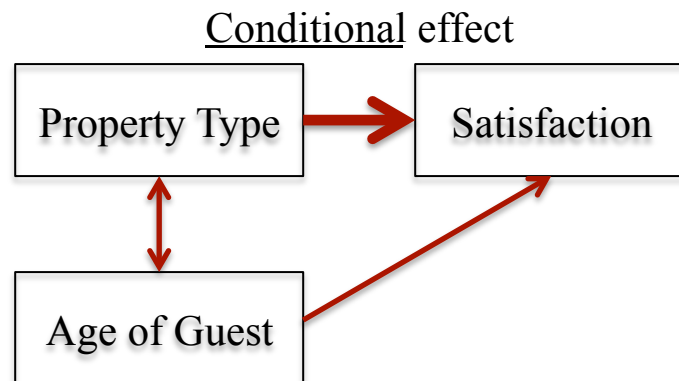 Conditional effect
Property Type
Satisfaction
Age of Guest